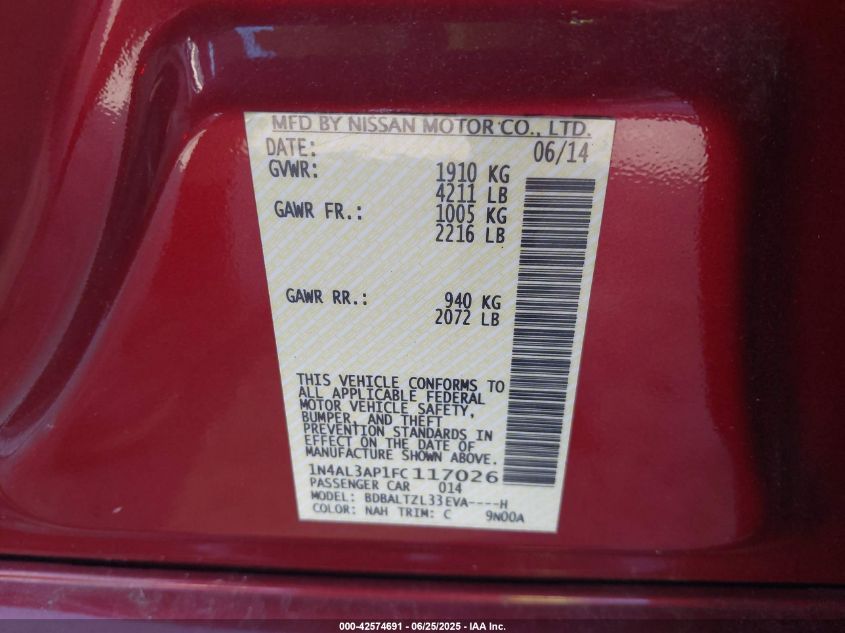 MFD BY NISSAN MOTOR CO., LTD.
DATE: 06/14
GVWR: 1910 KG
4211 LB
GAWR FR.: 1005 KG
2216 LB
GAWR RR.: 940 KG
2072 LB
THIS VEHICLE CONFORMS TO
ALL APPLICABLE FEDERAL
MOTOR VEHICLE SAFETY,
BUMPER, AND THEFT
PREVENTION STANDARDS IN
EFFECT ON THE DATE OF
MANUFACTURE SHOWN ABOVE.
1N4AL3AP1FC117026
PASSENGER CAR 014
MODEL: BDBALTZL33EVA----H
COLOR: NAH TRIM: C 9N00A
000-42574691 - 06/25/2025 - IAA Inc.